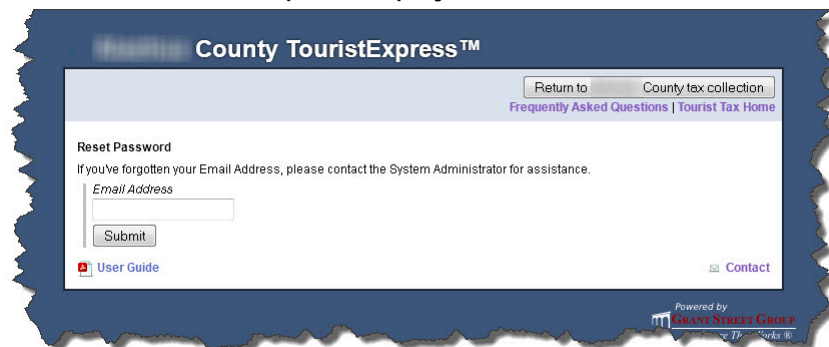 County TouristExpress™
Return to County tax collection
Frequently Asked Questions | Tourist Tax Home
Reset Password
If you've forgotten your Email Address, please contact the System Administrator for assistance.
Email Address
Submit
User Guide
Contact
Powered by
GRANT STREET GROUP